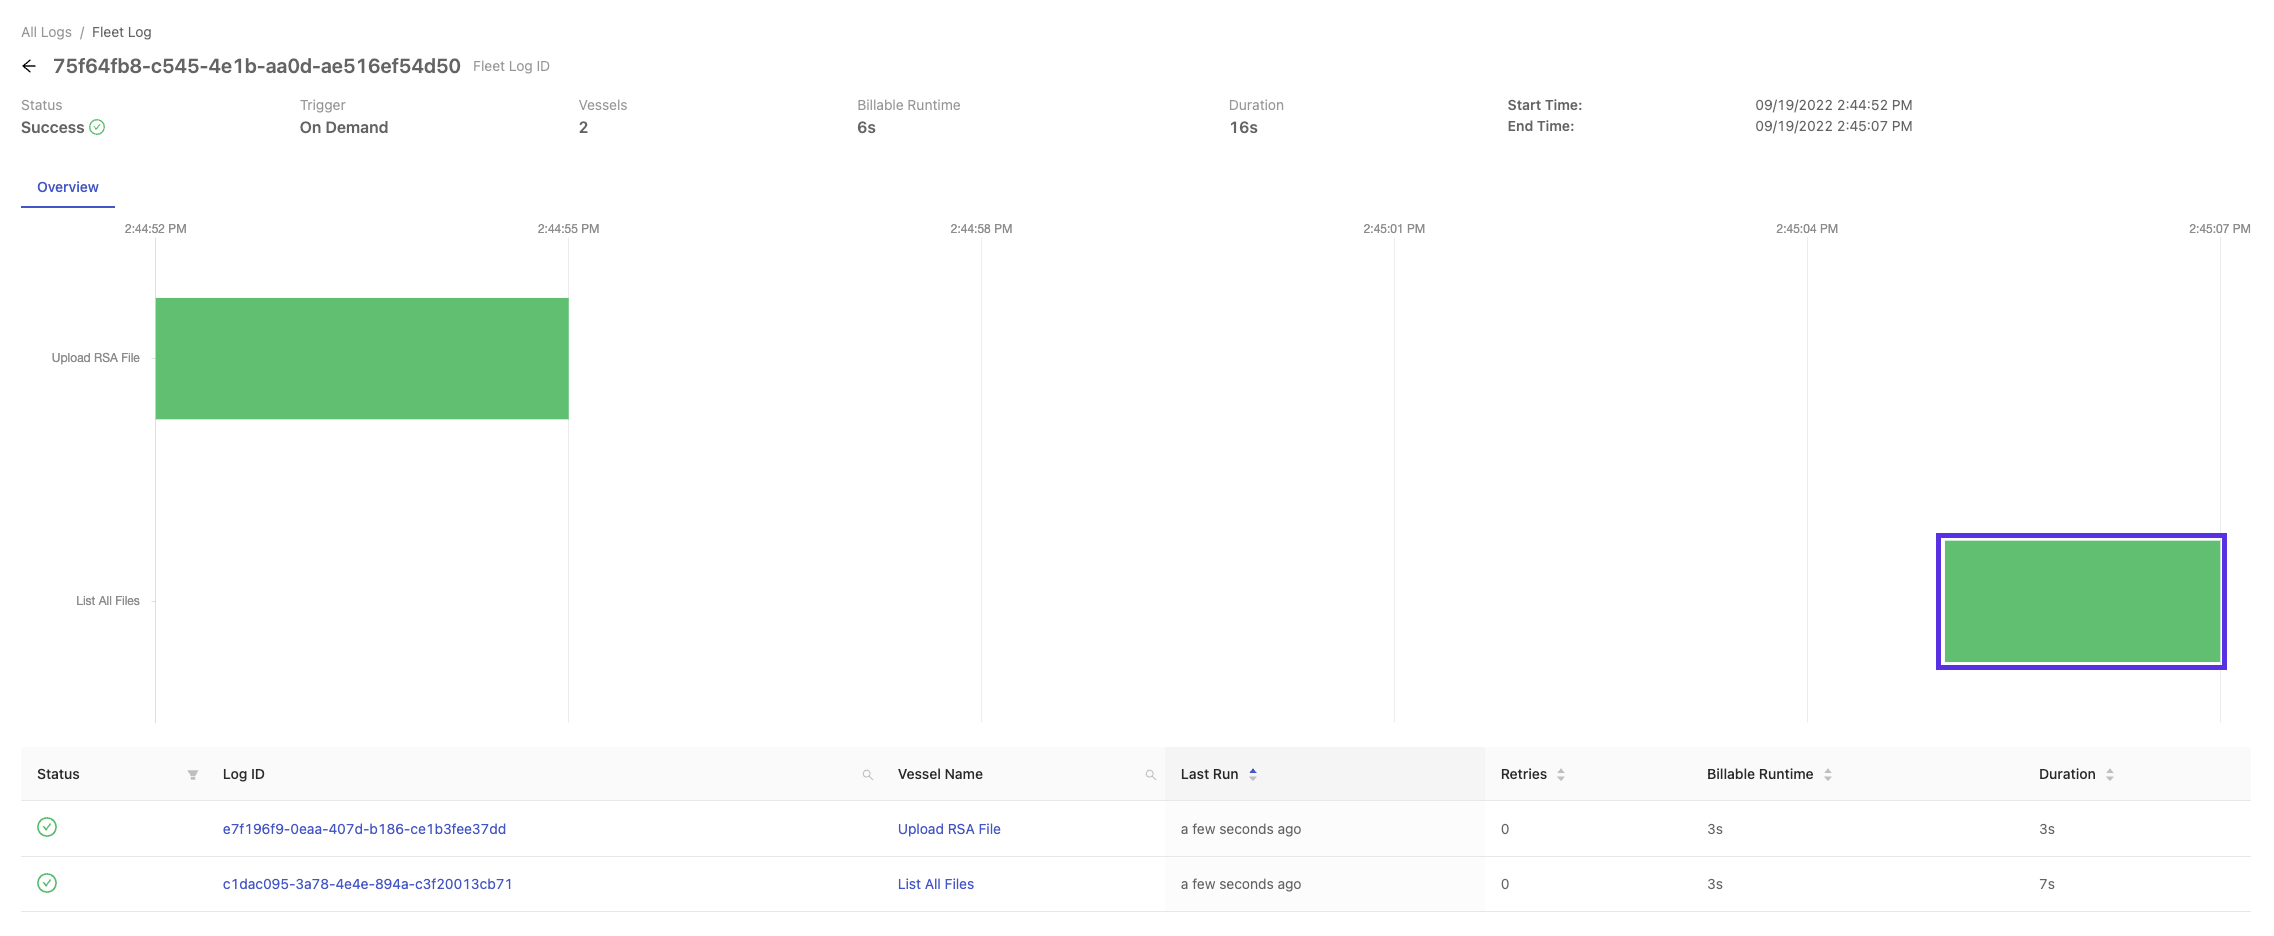 All Logs / Fleet Log
75f64fb8-c545-4e1b-aa0d-ae516ef54d50 Fleet Log ID
Status Trigger Vessels Billable Runtime Duration Start Time: 09/19/2022 2:44:52 PM
Success On Demand 2 6s 16s End Time: 09/19/2022 2:45:07 PM
Overview
2:44:52 PM 2:44:55 PM 2:44:58 PM 2:45:01 PM 2:45:04 PM 2:45:07 PM
Upload RSA File
List All Files
Status Log ID Vessel Name Last Run Retries Billable Runtime Duration
e7f196f9-0eaa-407d-b186-ce1b3fee37dd Upload RSA File a few seconds ago 0 3s 3s
c1dac095-3a78-4e4e-894a-c3f20013cb71 List All Files a few seconds ago 0 3s 7s